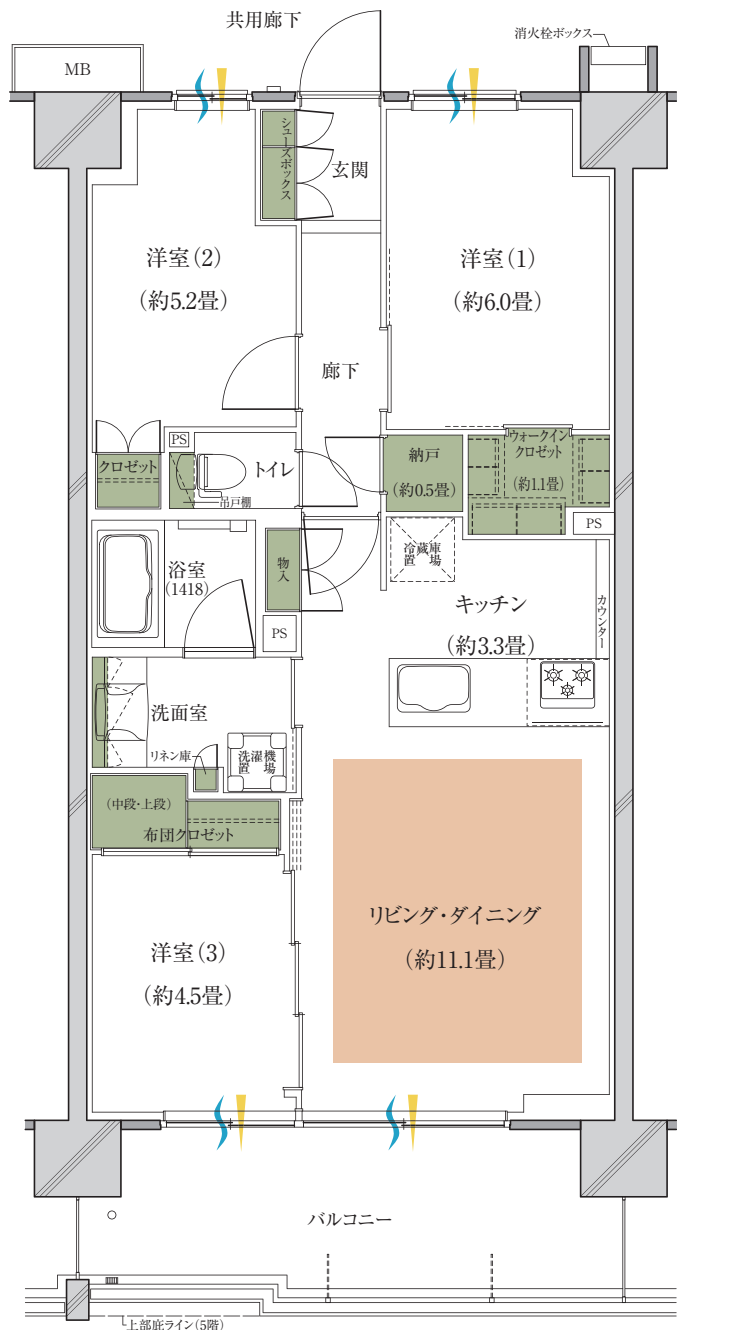 共用廊下
消火栓ボックス
MB
シューズボックス
玄関
洋室(2)
(約5.2畳)
洋室(1)
(約6.0畳)
廊下
PS
トイレ
クロゼット
吊戸棚
納戸
(約0.5畳)
ウォークイン
クロゼット
(約1.1畳)
PS
浴室
(1418)
物入
PS
冷蔵庫
置場
キッチン
(約3.3畳)
カウンター
洗面室
リネン庫
洗濯機
置場
(中段・上段)
布団クロゼット
リビング・ダイニング
(約11.1畳)
洋室(3)
(約4.5畳)
バルコニー
上部庇ライン(5階)